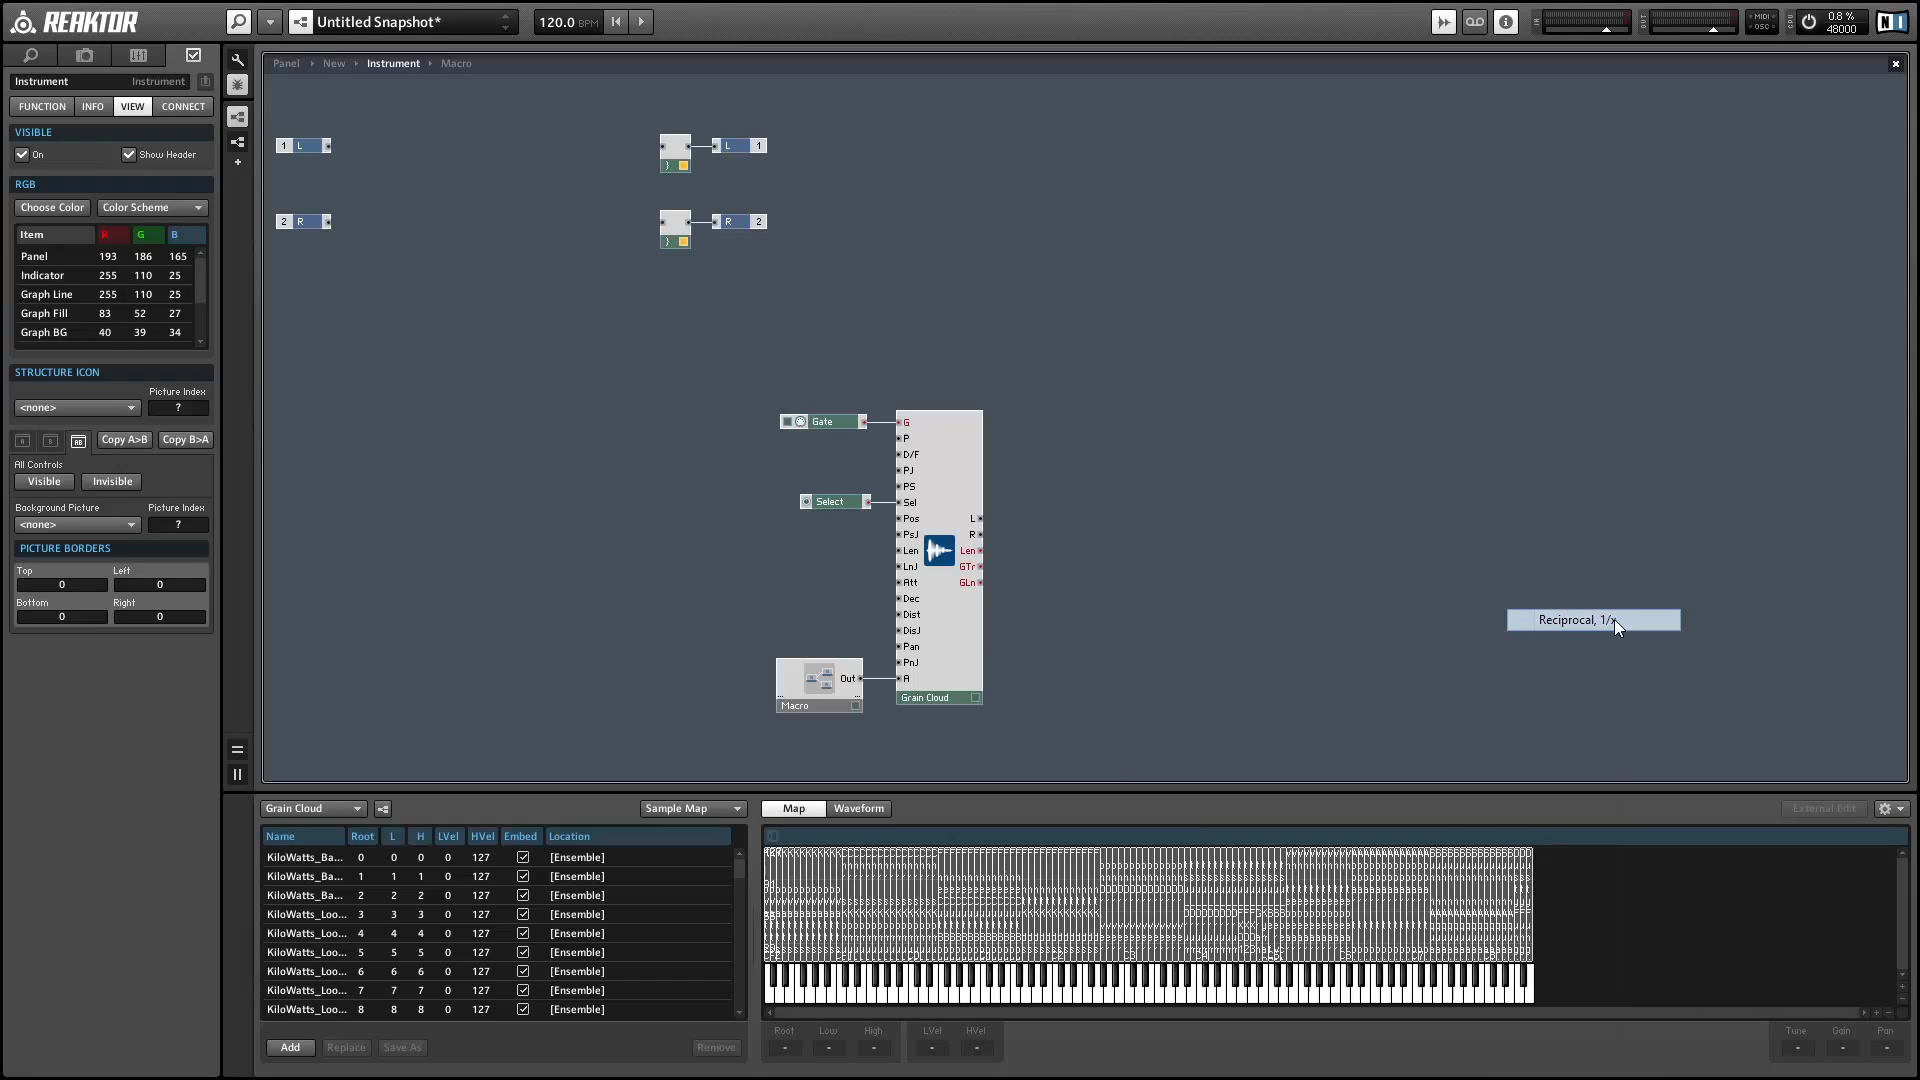 REAKTOR
Untitled Snapshot*
120.0 BPM
MIDI
OSC
0.8 %
48000
NI
Panel New Instrument Macro
Instrument Instrument
FUNCTION INFO VIEW CONNECT
VISIBLE
On Show Header
RGB
Choose Color Color Scheme
Item R G B
Panel 193 186 165
Indicator 255 110 25
Graph Line 255 110 25
Graph Fill 83 52 27
Graph BG 40 39 34
STRUCTURE ICON
Picture Index
<none> ?
AB Copy A>B Copy B>A
All Controls
Visible Invisible
Background Picture Picture Index
<none> ?
PICTURE BORDERS
Top Left
0 0
Bottom Right
0 0
1 L
L 1
2 R
R 2
Gate
G
P
D/F
PJ
PS
Select
Sel
Pos L
PsJ R
Len Len
LnJ GTr
Att GLn
Dec
Dist
DisJ
Pan
PnJ
Out A
Macro
Grain Cloud
Reciprocal, 1/x
Grain Cloud Sample Map
Map Waveform External Edit
Name Root L H LVel HVel Embed Location
KiloWatts_Ba... 0 0 0 0 127 [Ensemble]
KiloWatts_Ba... 1 1 1 0 127 [Ensemble]
KiloWatts_Ba... 2 2 2 0 127 [Ensemble]
KiloWatts_Loo... 3 3 3 0 127 [Ensemble]
KiloWatts_Loo... 4 4 4 0 127 [Ensemble]
KiloWatts_Loo... 5 5 5 0 127 [Ensemble]
KiloWatts_Loo... 6 6 6 0 127 [Ensemble]
KiloWatts_Loo... 7 7 7 0 127 [Ensemble]
KiloWatts_Loo... 8 8 8 0 127 [Ensemble]
Add Replace Save As Remove
Root Low High LVel HVel Tune Gain Pan
- - - - - - - -